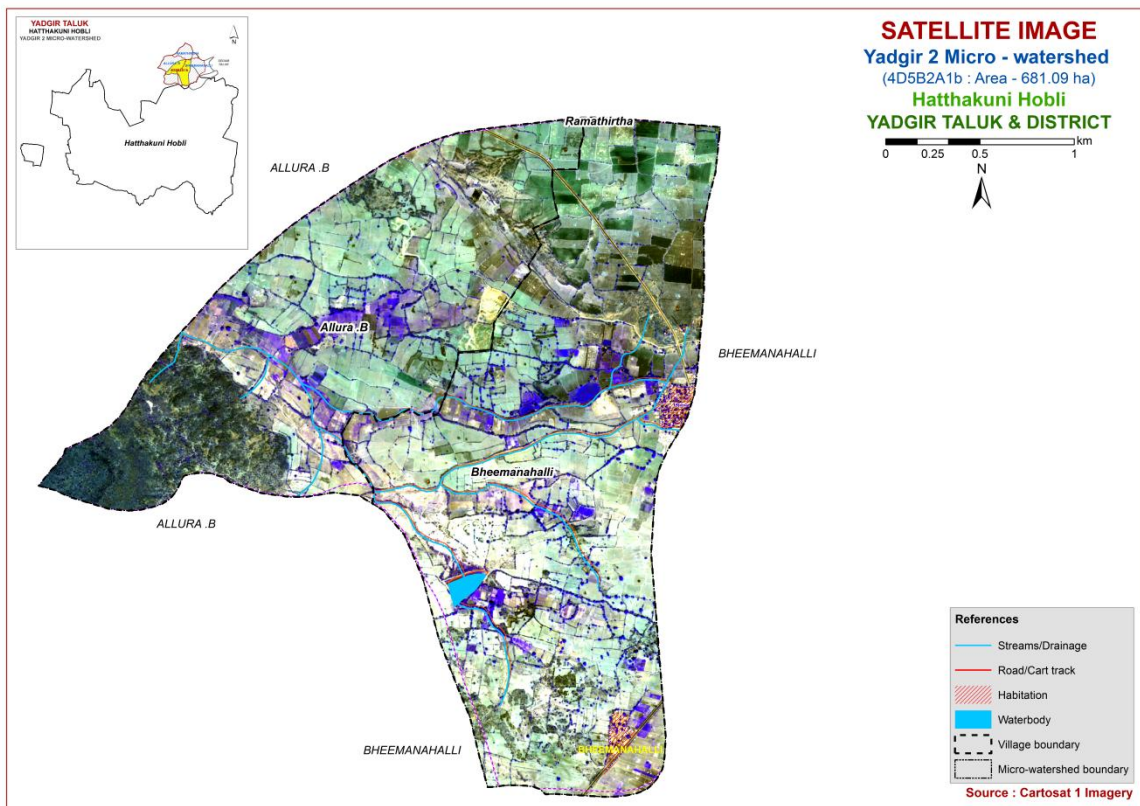 YADGIR TALUK
HATTHAKUNI HOBLI
YADGIR 2 MICRO-WATERSHED
N
Hatthakuni Hobli
SATELLITE IMAGE
Yadgir 2 Micro - watershed
(4D5B2A1b : Area - 681.09 ha)
Hatthakuni Hobli
YADGIR TALUK & DISTRICT
km
0 0.25 0.5 1
N
Ramathirtha
ALLURA .B
Allura .B
BHEEMANAHALLI
Bheemanahalli
ALLURA .B
BHEEMANAHALLI
BHEEMANAHALLI
References
Streams/Drainage
Road/Cart track
Habitation
Waterbody
Village boundary
Micro-watershed boundary
Source : Cartosat 1 Imagery